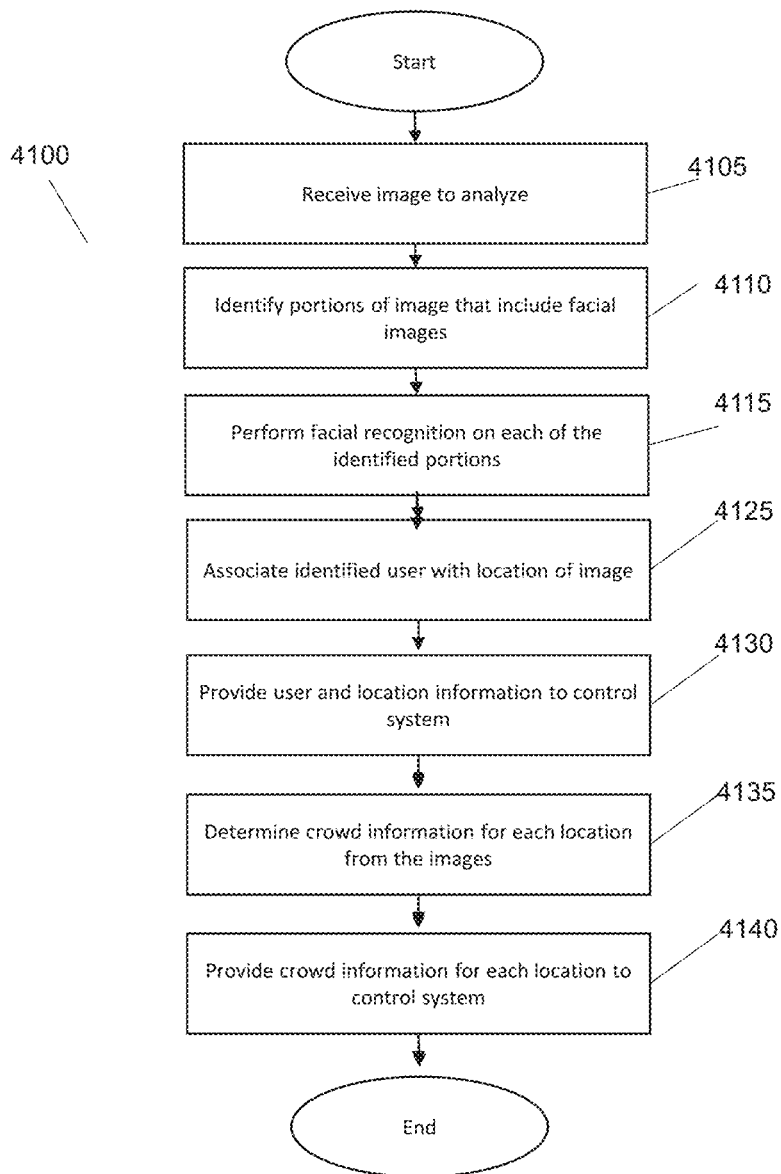 Start
4100
4105
Receive image to analyze
4110
Identify portions of image that include facial
images
4115
Perform facial recognition on each of the
identified portions
4125
Associate identified user with location of image
4130
Provide user and location information to control
system
4135
Determine crowd information for each location
from the images
4140
Provide crowd information for each location to
control system
End